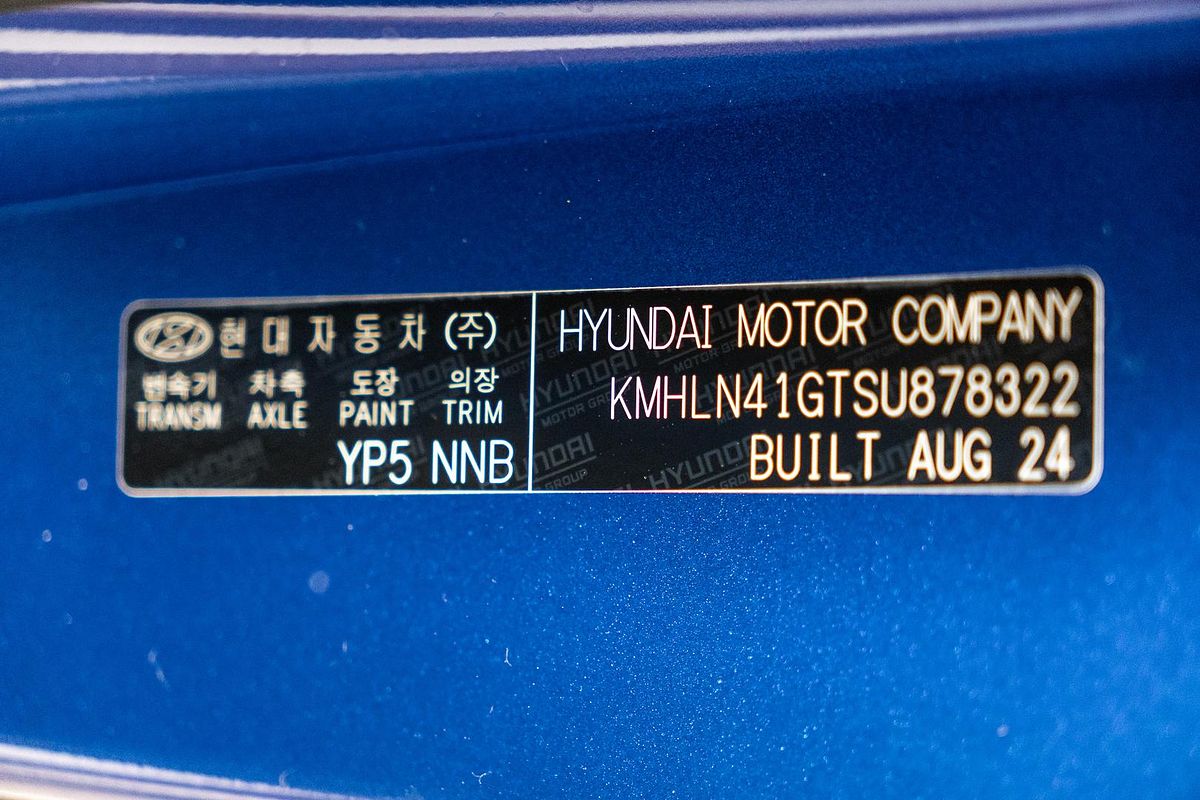 현대자동차(주)
변속기 차축 도장 의장
TRANSM AXLE PAINT TRIM
YP5 NNB
HYUNDAI MOTOR COMPANY
KMHLN41GTSU878322
BUILT AUG 24